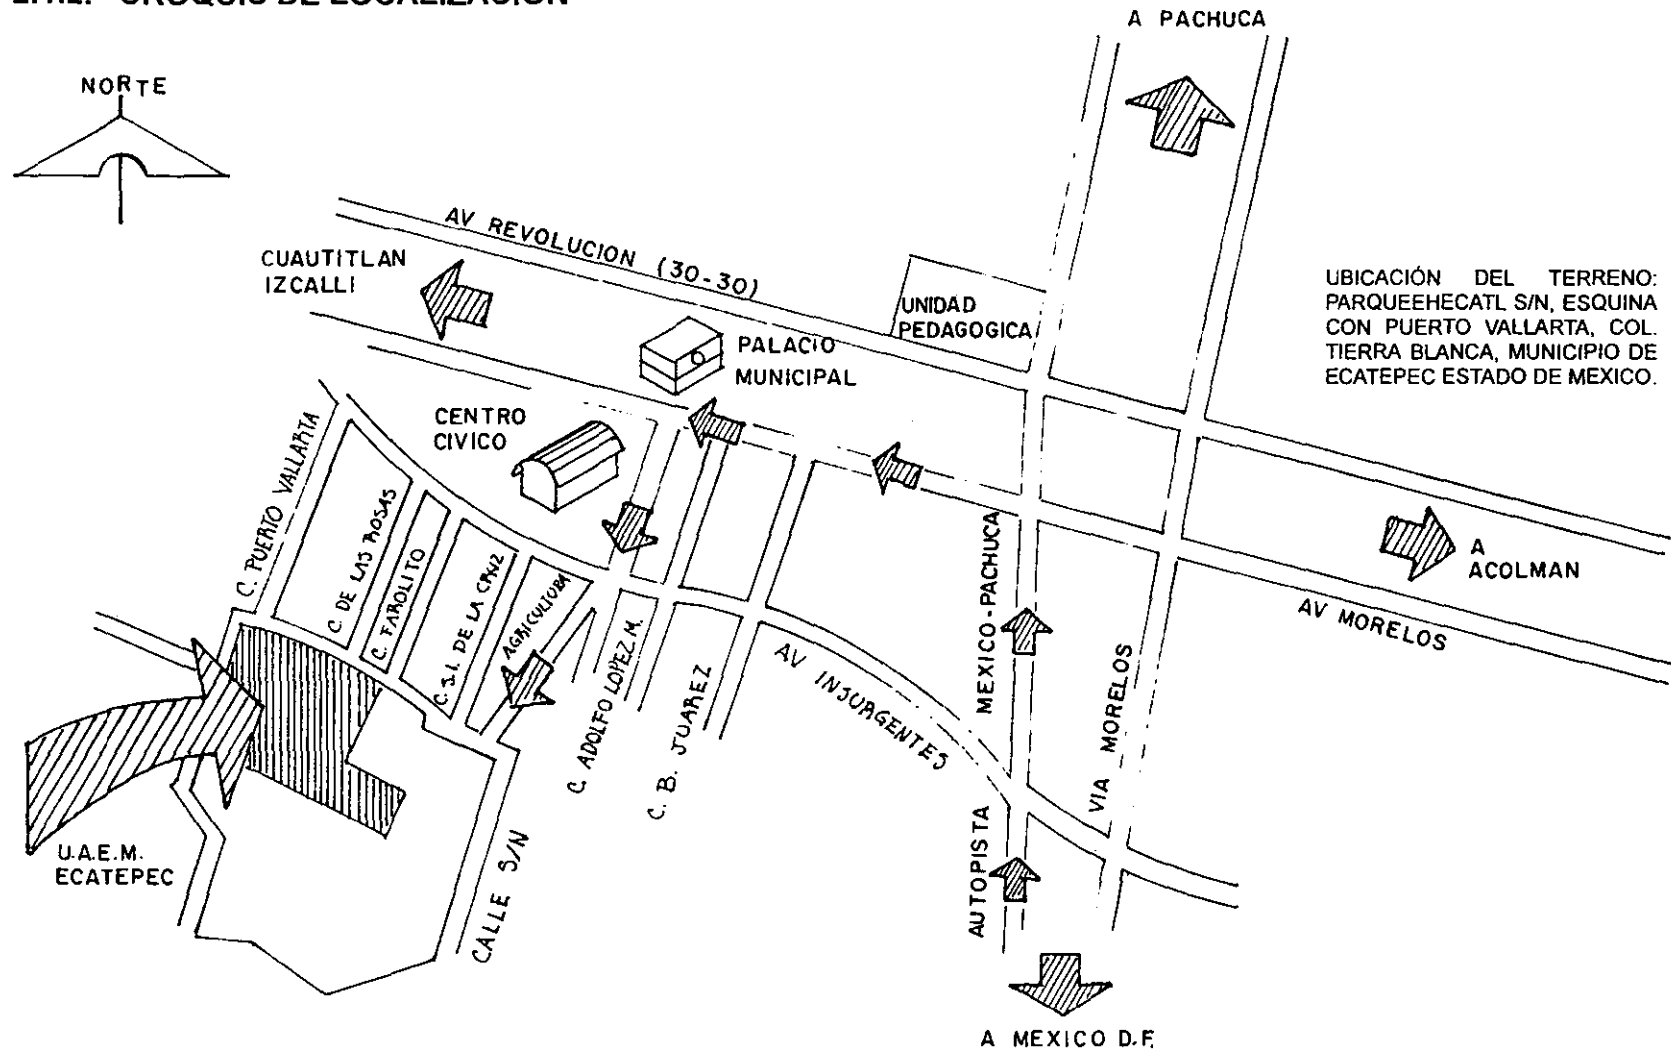 CROQUIS DE LOCALIZACION
A PACHUCA
NORTE
AV REVOLUCION (30-30)
CUAUTITLAN
IZCALLI
UNIDAD
PEDAGOGICA
UBICACIÓN DEL TERRENO:
PARQUEEHECATL S/N, ESQUINA
CON PUERTO VALLARTA, COL.
TIERRA BLANCA, MUNICIPIO DE
ECATEPEC ESTADO DE MEXICO.
PALACIO
MUNICIPAL
CENTRO
CIVICO
C. PUERTO VALLARTA
C. DE LAS ROSAS
C. FAROLITO
C. S.I. DE LA CRUZ
AGRICULTURA
C. ADOLFO LOPEZ M.
C. B. JUAREZ
AV INSURGENTES
AUTOPISTA MEXICO-PACHUCA
VIA MORELOS
A
ACOLMAN
AV MORELOS
U.A.E.M.
ECATEPEC
CALLE S/N
A MEXICO D.F.